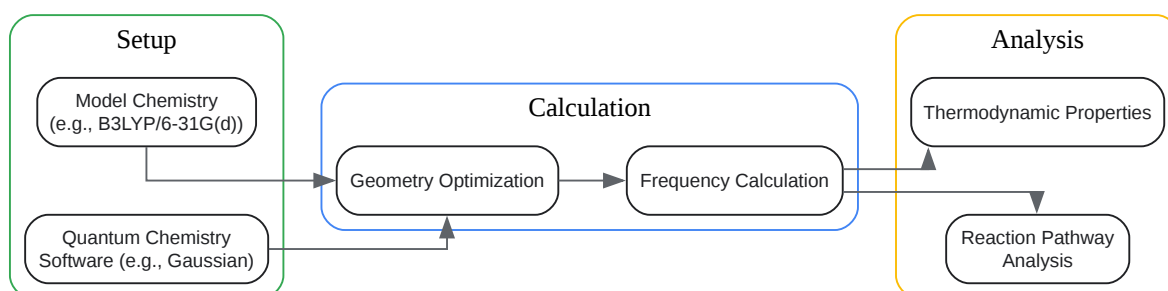 Setup
Model Chemistry
(e.g., B3LYP/6-31G(d))
Quantum Chemistry
Software (e.g., Gaussian)
Calculation
Geometry Optimization
Frequency Calculation
Analysis
Thermodynamic Properties
Reaction Pathway
Analysis